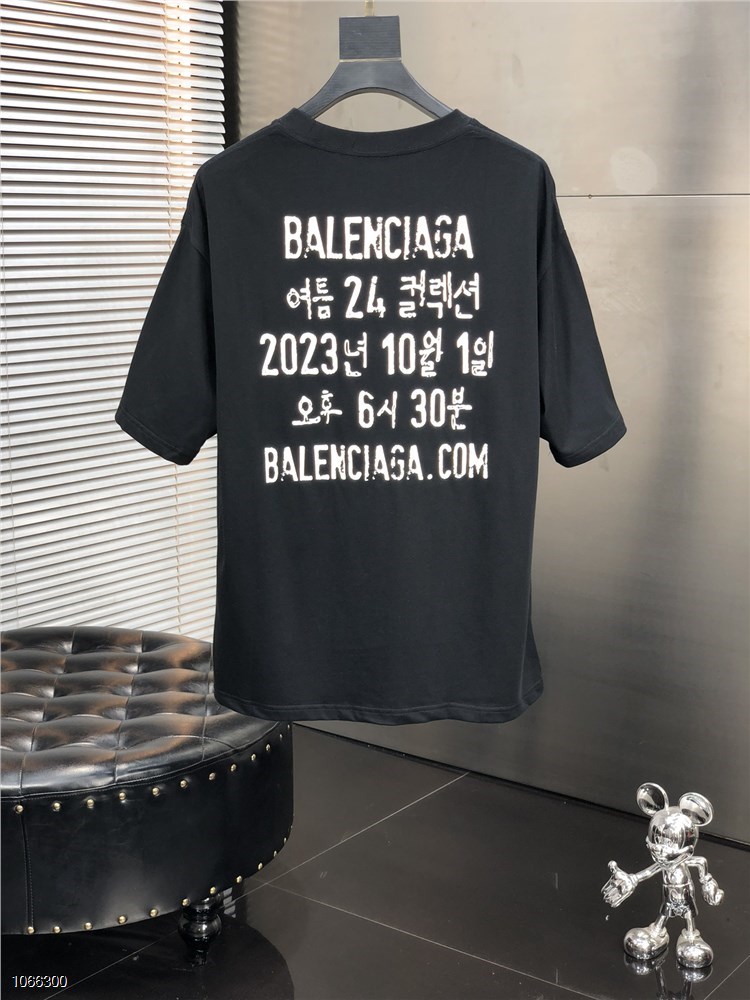 BALENCIAGA
여름 24 컬렉션
2023년 10월 1일
오후 6시 30분
BALENCIAGA.COM
1066300